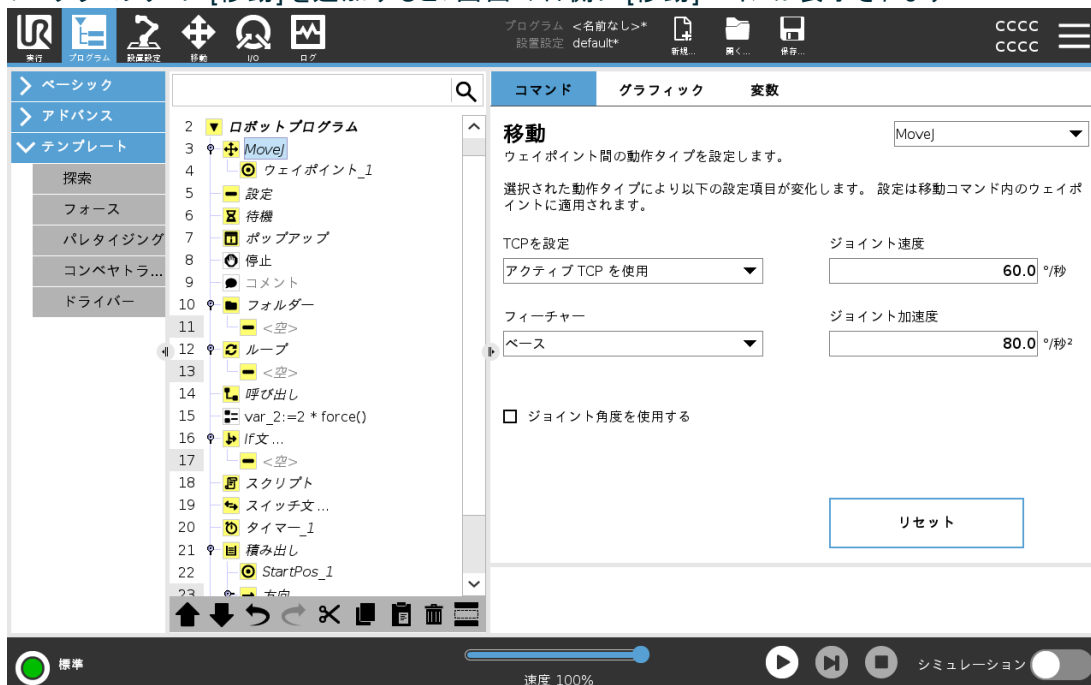 プログラム <名前なし>*
設置設定 default*
実行
プログラム
設置設定
移動
I/O
ログ
新規...
開く...
保存...
CCCC
CCCC
ベーシック
アドバンス
テンプレート
探索
フォース
パレタイジング
コンベヤトラ...
ドライバー
2 ロボットプログラム
3 MoveJ
4 ウェイポイント_1
5 設定
6 待機
7 ポップアップ
8 停止
9 コメント
10 フォルダー
11 <空>
12 ループ
13 <空>
14 呼び出し
15 var_2:=2 * force()
16 If文 ...
17 <空>
18 スクリプト
19 スイッチ文 ...
20 タイマー_1
21 積み出し
22 StartPos_1
23 方向
コマンド グラフィック 変数
移動
MoveJ
ウェイポイント間の動作タイプを設定します。
選択された動作タイプにより以下の設定項目が変化します。 設定は移動コマンド内のウェイポ
イントに適用されます。
TCPを設定
ジョイント速度
アクティブ TCP を使用
60.0 °/秒
フィーチャー
ジョイント加速度
ベース
80.0 °/秒²
ジョイント角度を使用する
リセット
標準
速度 100%
シミュレーション